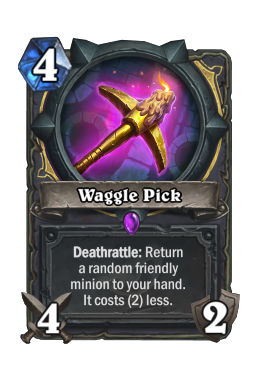 4
Waggle Pick
Deathrattle: Return
a random friendly
minion to your hand.
It costs (2) less.
4 2